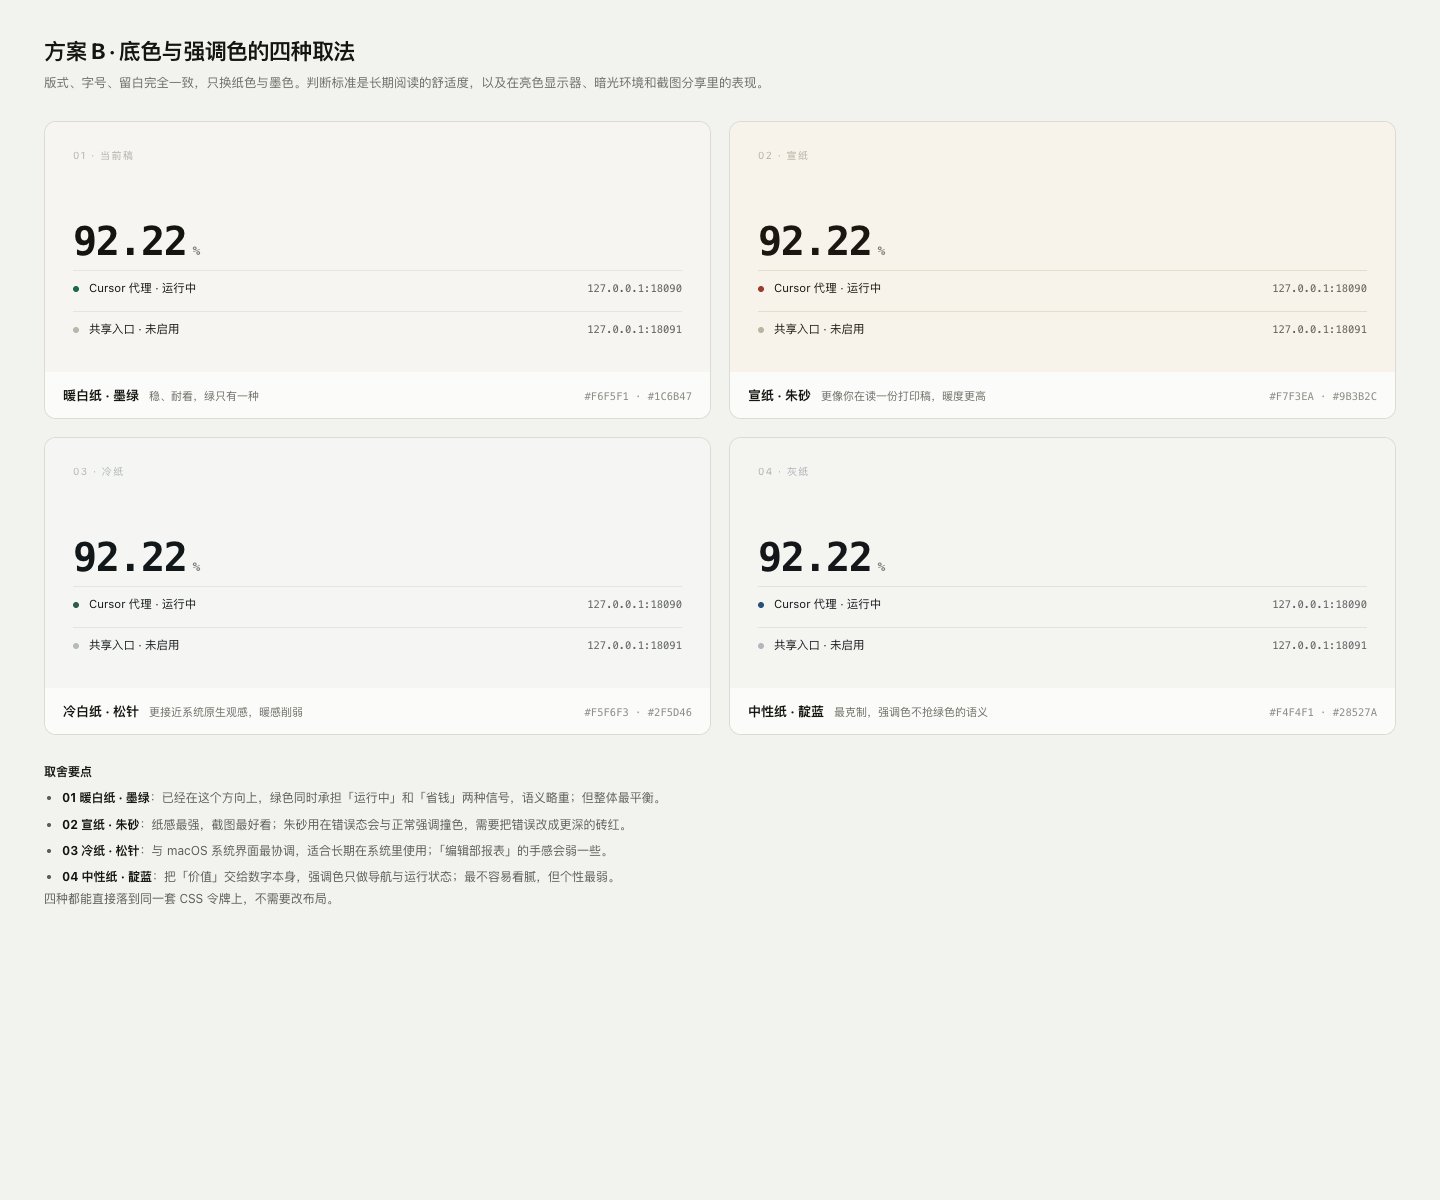 方案 B · 底色与强调色的四种取法
版式、字号、留白完全一致，只换纸色与墨色。判断标准是长期阅读的舒适度，以及在亮色显示器、暗光环境和截图分享里的表现。
01 · 当前稿
92.22 %
Cursor 代理 · 运行中 127.0.0.1:18090
共享入口 · 未启用 127.0.0.1:18091
暖白纸 · 墨绿 稳、耐看，绿只有一种 #F6F5F1 · #1C6B47
02 · 宣纸
92.22 %
Cursor 代理 · 运行中 127.0.0.1:18090
共享入口 · 未启用 127.0.0.1:18091
宣纸 · 朱砂 更像你在读一份打印稿，暖度更高 #F7F3EA · #9B3B2C
03 · 冷纸
92.22 %
Cursor 代理 · 运行中 127.0.0.1:18090
共享入口 · 未启用 127.0.0.1:18091
冷白纸 · 松针 更接近系统原生观感，暖感削弱 #F5F6F3 · #2F5D46
04 · 灰纸
92.22 %
Cursor 代理 · 运行中 127.0.0.1:18090
共享入口 · 未启用 127.0.0.1:18091
中性纸 · 靛蓝 最克制，强调色不抢绿色的语义 #F4F4F1 · #28527A
取舍要点
• 01 暖白纸 · 墨绿：已经在这个方向上，绿色同时承担「运行中」和「省钱」两种信号，语义略重；但整体最平衡。
• 02 宣纸 · 朱砂：纸感最强，截图最好看；朱砂用在错误态会与正常强调撞色，需要把错误改成更深的砖红。
• 03 冷纸 · 松针：与 macOS 系统界面最协调，适合长期在系统里使用；「编辑部报表」的手感会弱一些。
• 04 中性纸 · 靛蓝：把「价值」交给数字本身，强调色只做导航与运行状态；最不容易看腻，但个性最弱。
四种都能直接落到同一套 CSS 令牌上，不需要改布局。